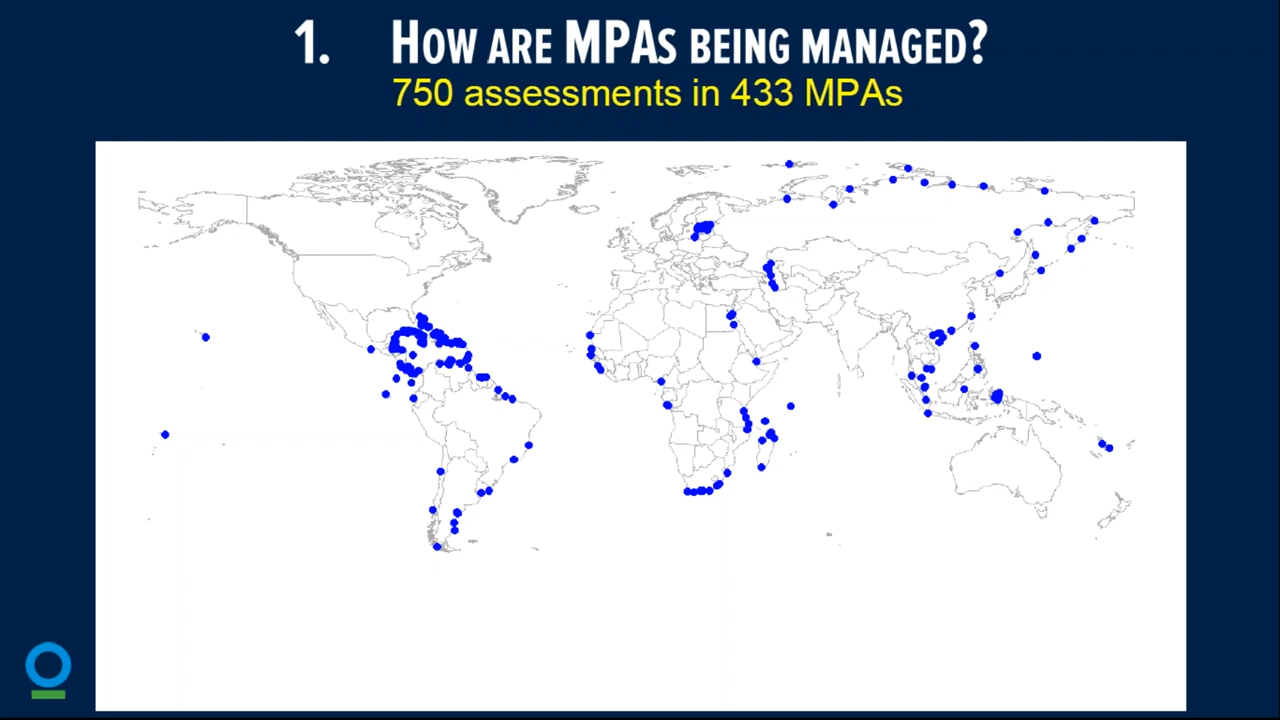 1. HOW ARE MPAS BEING MANAGED?
750 assessments in 433 MPAs